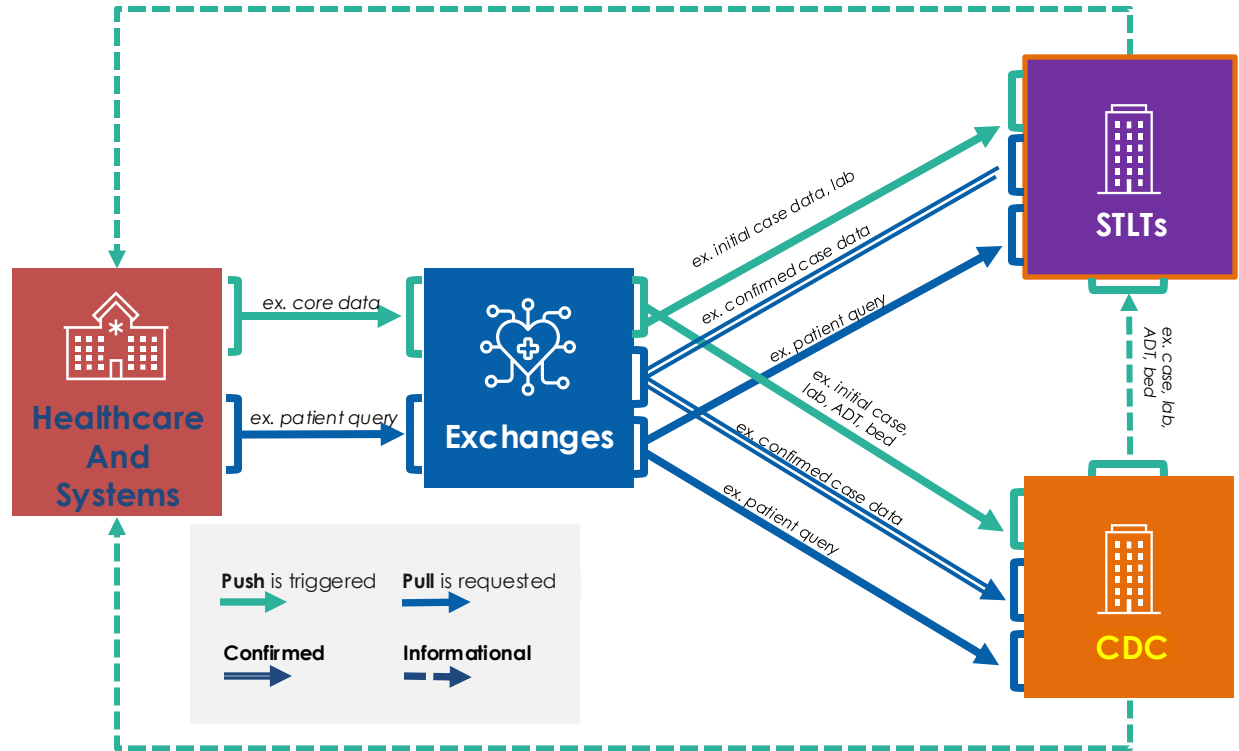 STLTs
ex. initial case data, lab
ex. confirmed case data
ex. patient query
ex. core data
ex. patient query
Healthcare
And
Systems
Exchanges
ex. initial case,
lab, ADT, bed
ex. confirmed case data
ex. patient query
ex. case, lab,
ADT, bed
CDC
Push is triggered
Pull is requested
Confirmed
Informational